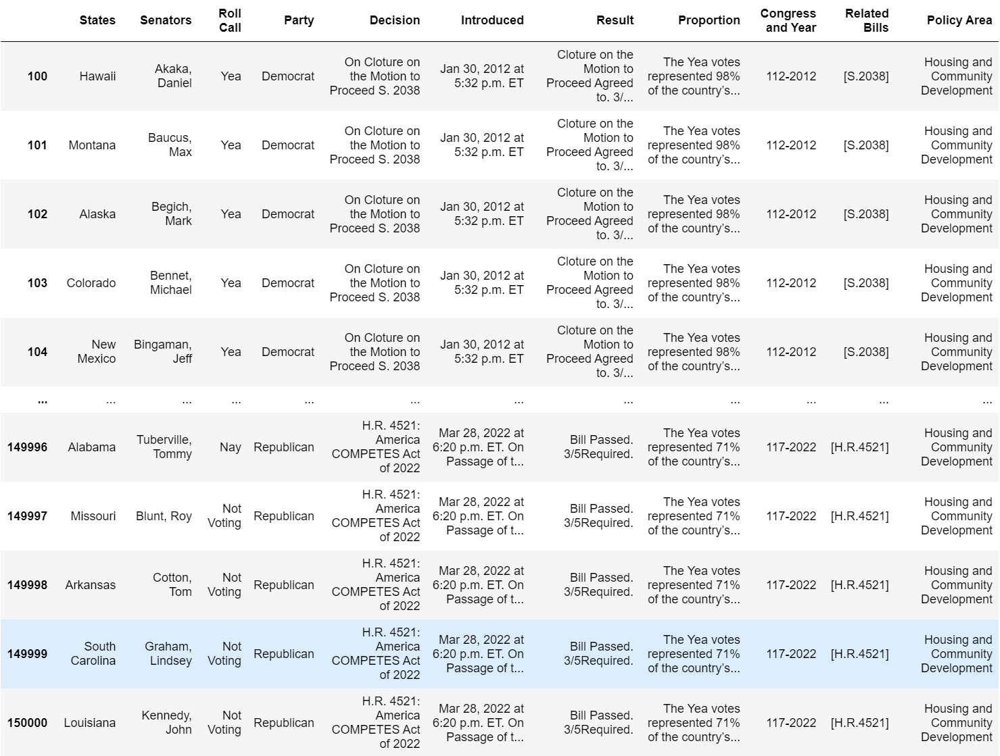 States Senators Roll Call Party Decision Introduced Result Proportion Congress and Year Related Bills Policy Area
100 Hawaii Akaka, Daniel Yea Democrat On Cloture on the Motion to Proceed S. 2038 Jan 30, 2012 at 5:32 p.m. ET Cloture on the Motion to Proceed Agreed to. 3/... The Yea votes represented 98% of the country’s... 112-2012 [S.2038] Housing and Community Development
101 Montana Baucus, Max Yea Democrat On Cloture on the Motion to Proceed S. 2038 Jan 30, 2012 at 5:32 p.m. ET Cloture on the Motion to Proceed Agreed to. 3/... The Yea votes represented 98% of the country’s... 112-2012 [S.2038] Housing and Community Development
102 Alaska Begich, Mark Yea Democrat On Cloture on the Motion to Proceed S. 2038 Jan 30, 2012 at 5:32 p.m. ET Cloture on the Motion to Proceed Agreed to. 3/... The Yea votes represented 98% of the country’s... 112-2012 [S.2038] Housing and Community Development
103 Colorado Bennet, Michael Yea Democrat On Cloture on the Motion to Proceed S. 2038 Jan 30, 2012 at 5:32 p.m. ET Cloture on the Motion to Proceed Agreed to. 3/... The Yea votes represented 98% of the country’s... 112-2012 [S.2038] Housing and Community Development
104 New Mexico Bingaman, Jeff Yea Democrat On Cloture on the Motion to Proceed S. 2038 Jan 30, 2012 at 5:32 p.m. ET Cloture on the Motion to Proceed Agreed to. 3/... The Yea votes represented 98% of the country’s... 112-2012 [S.2038] Housing and Community Development
... ... ... ... ... ... ... ... ... ... ... ...
149996 Alabama Tuberville, Tommy Nay Republican H.R. 4521: America COMPETES Act of 2022 Mar 28, 2022 at 6:20 p.m. ET. On Passage of t... Bill Passed. 3/5Required. The Yea votes represented 71% of the country’s... 117-2022 [H.R.4521] Housing and Community Development
149997 Missouri Blunt, Roy Not Voting Republican H.R. 4521: America COMPETES Act of 2022 Mar 28, 2022 at 6:20 p.m. ET. On Passage of t... Bill Passed. 3/5Required. The Yea votes represented 71% of the country’s... 117-2022 [H.R.4521] Housing and Community Development
149998 Arkansas Cotton, Tom Not Voting Republican H.R. 4521: America COMPETES Act of 2022 Mar 28, 2022 at 6:20 p.m. ET. On Passage of t... Bill Passed. 3/5Required. The Yea votes represented 71% of the country’s... 117-2022 [H.R.4521] Housing and Community Development
149999 South Carolina Graham, Lindsey Not Voting Republican H.R. 4521: America COMPETES Act of 2022 Mar 28, 2022 at 6:20 p.m. ET. On Passage of t... Bill Passed. 3/5Required. The Yea votes represented 71% of the country’s... 117-2022 [H.R.4521] Housing and Community Development
150000 Louisiana Kennedy, John Not Voting Republican H.R. 4521: America COMPETES Act of 2022 Mar 28, 2022 at 6:20 p.m. ET. On Passage of t... Bill Passed. 3/5Required. The Yea votes represented 71% of the country’s... 117-2022 [H.R.4521] Housing and Community Development